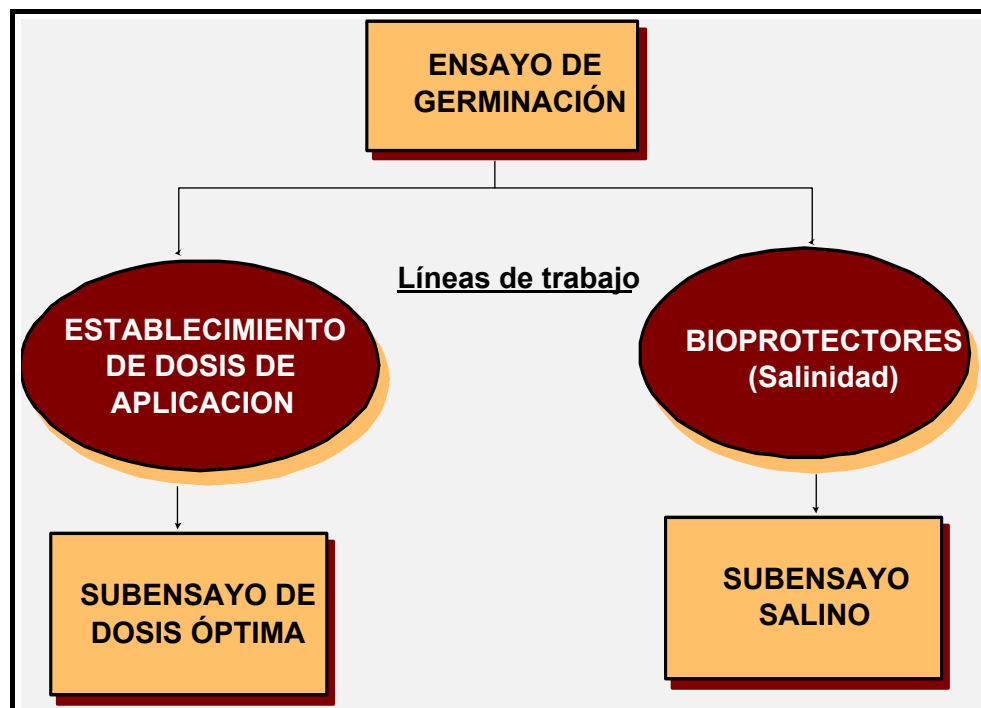 ENSAYO DE
GERMINACIÓN
Líneas de trabajo
ESTABLECIMIENTO
DE DOSIS DE
APLICACION
BIOPROTECTORES
(Salinidad)
SUBENSAYO DE
DOSIS ÓPTIMA
SUBENSAYO
SALINO